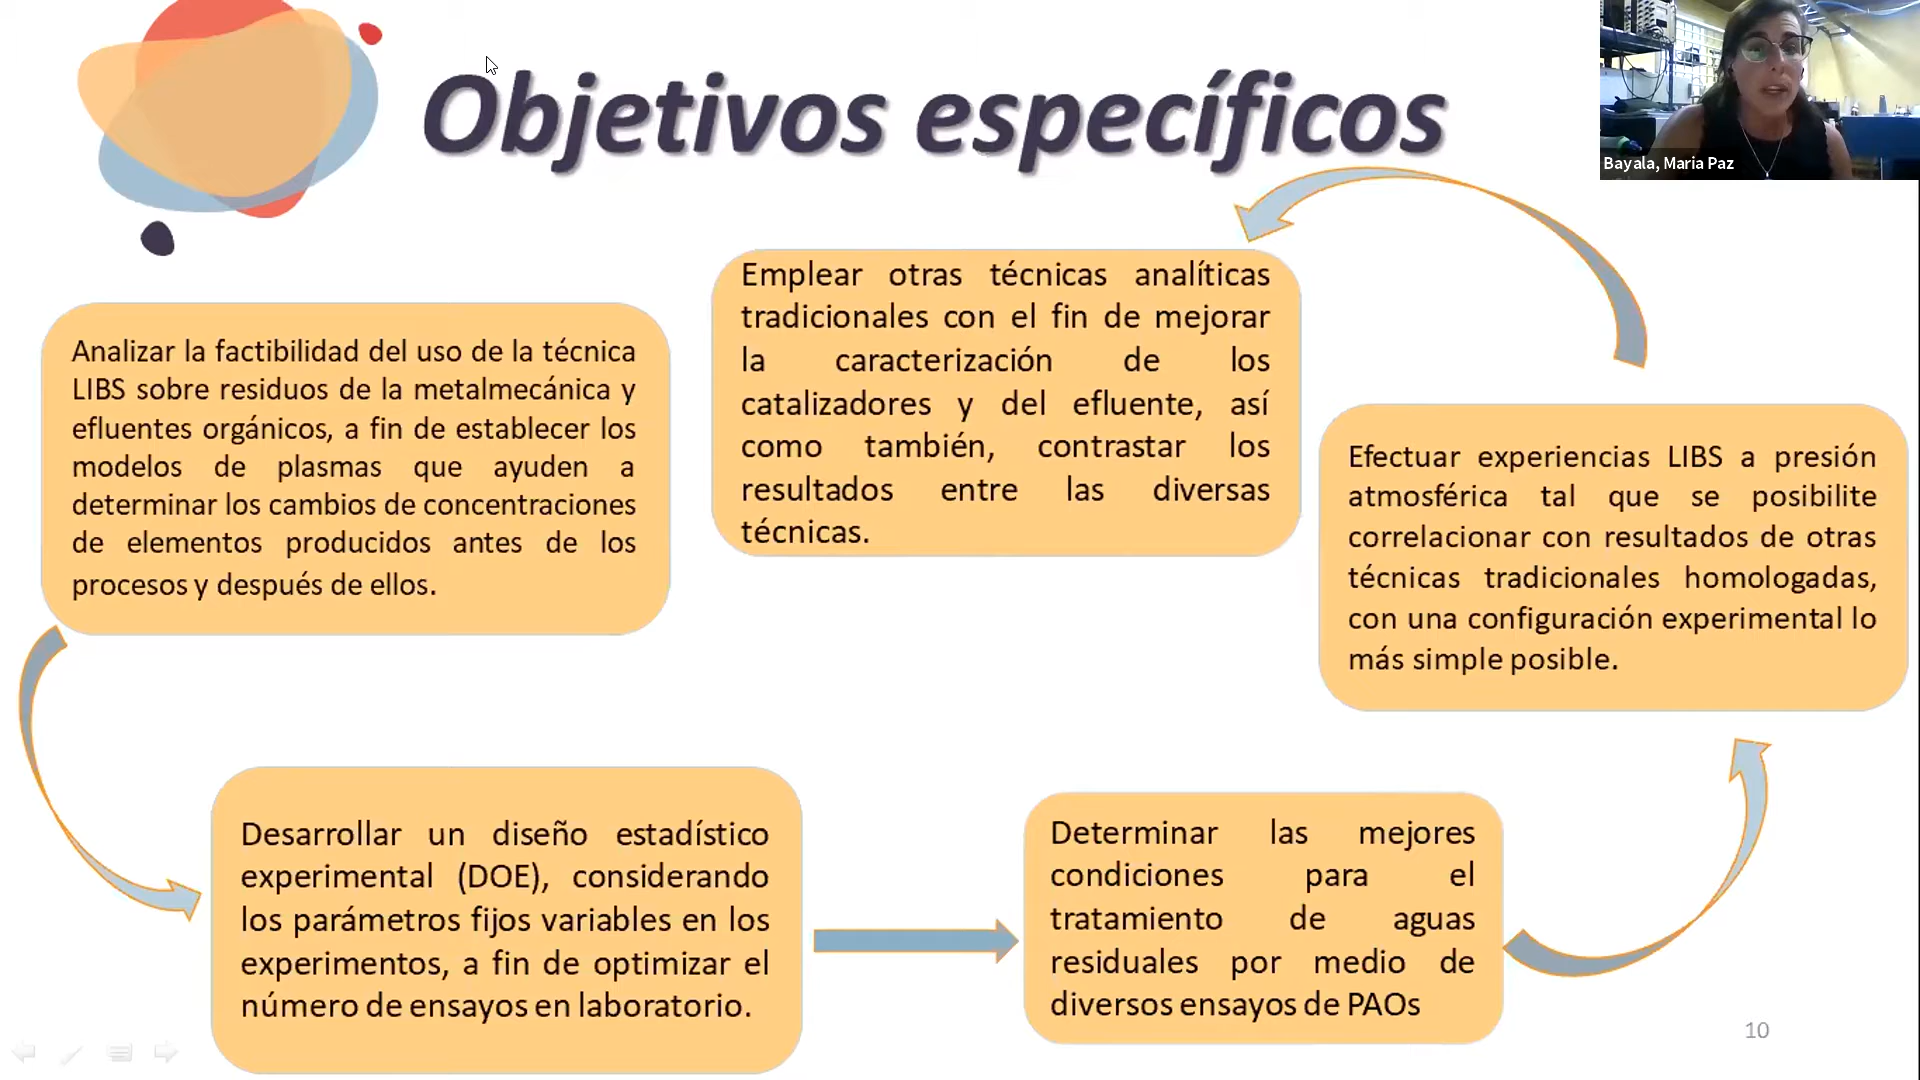 Objetivos específicos
Bayala, Maria Paz
Analizar la factibilidad del uso de la técnica
LIBS sobre residuos de la metalmecánica y
efluentes orgánicos, a fin de establecer los
modelos de plasmas que ayuden a
determinar los cambios de concentraciones
de elementos producidos antes de los
procesos y después de ellos.
Desarrollar un diseño estadístico
experimental (DOE), considerando
los parámetros fijos variables en los
experimentos, a fin de optimizar el
número de ensayos en laboratorio.
Determinar las mejores
condiciones para el
tratamiento de aguas
residuales por medio de
diversos ensayos de PAOs
Efectuar experiencias LIBS a presión
atmosférica tal que se posibilite
correlacionar con resultados de otras
técnicas tradicionales homologadas,
con una configuración experimental lo
más simple posible.
Emplear otras técnicas analíticas
tradicionales con el fin de mejorar
la caracterización de los
catalizadores y del efluente, así
como también, contrastar los
resultados entre las diversas
técnicas.
10